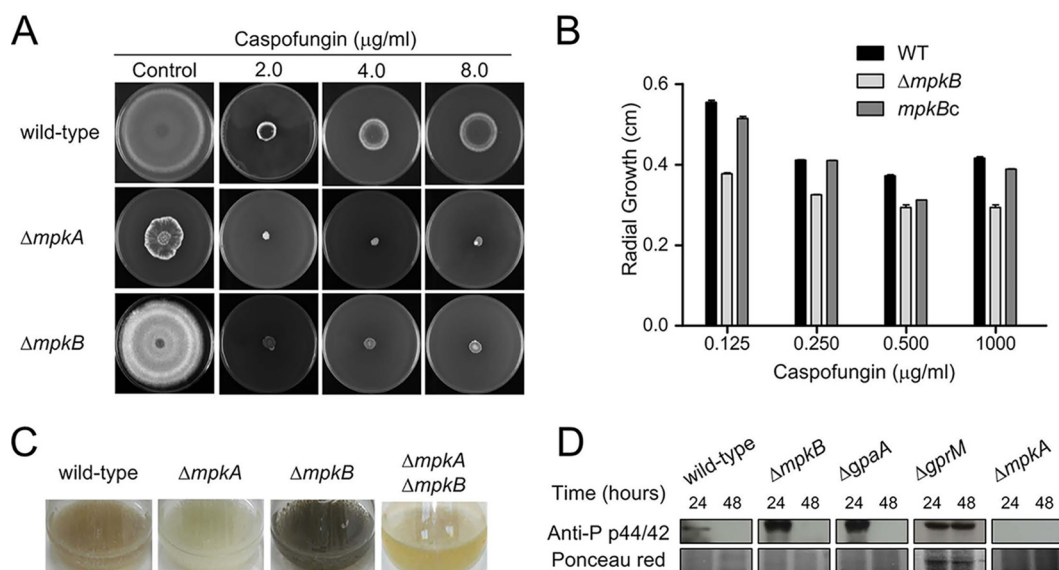 A
Caspofungin (µg/ml)
Control 2.0 4.0 8.0
wild-type
ΔmpkA
ΔmpkB
B
WT
ΔmpkB
mpkBc
Radial Growth (cm)
0.6
0.4
0.2
0.0
0.125 0.250 0.500 1000
Caspofungin (µg/ml)
C
wild-type ΔmpkA ΔmpkB ΔmpkA
ΔmpkB
D
wild-type ΔmpkB ΔgpaA ΔgprM ΔmpkA
Time (hours) 24 48 24 48 24 48 24 48 24 48
Anti-P p44/42
Ponceau red